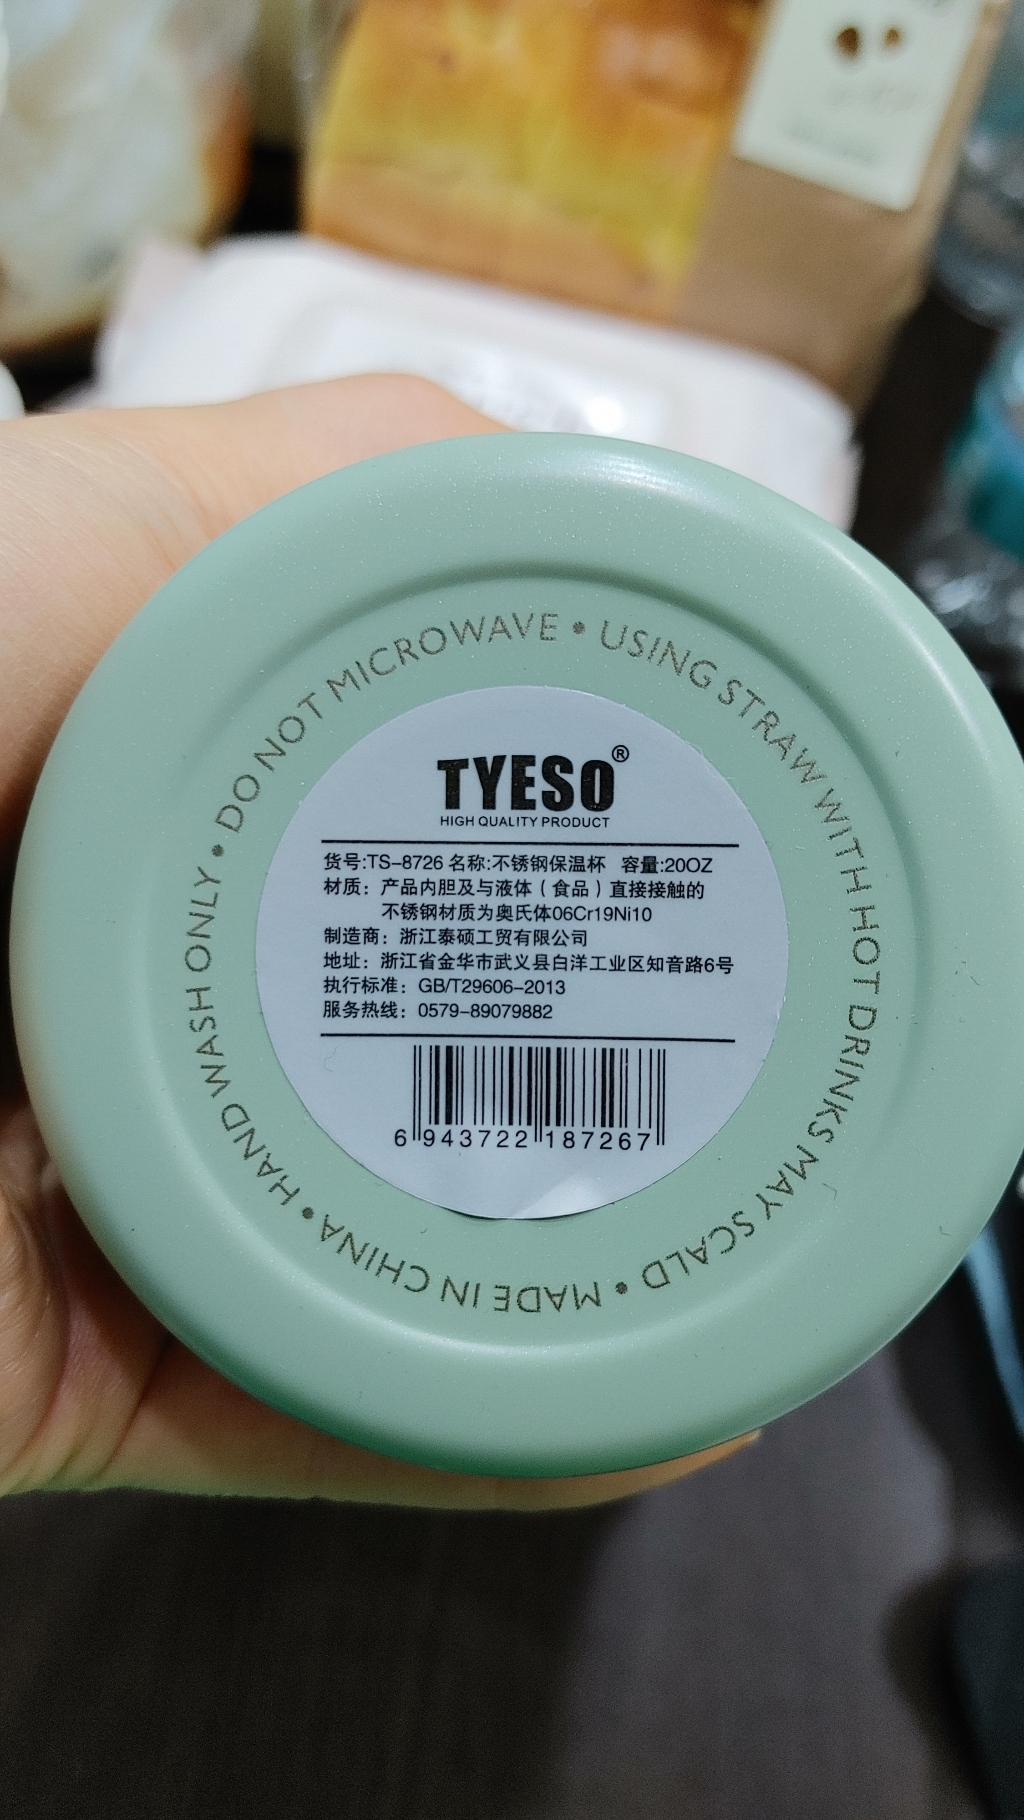 DO NOT MICROWAVE • USING STRAW WITH HOT DRINKS MAY SCALD • MADE IN CHINA • HAND WASH ONLY •
TYESO®
HIGH QUALITY PRODUCT
货号:TS-8726 名称:不锈钢保温杯 容量:20OZ
材质：产品内胆及与液体（食品）直接接触的
不锈钢材质为奥氏体06Cr19Ni10
制造商：浙江泰硕工贸有限公司
地址：浙江省金华市武义县白洋工业区知音路6号
执行标准：GB/T29606-2013
服务热线：0579-89079882
6 943722 187267